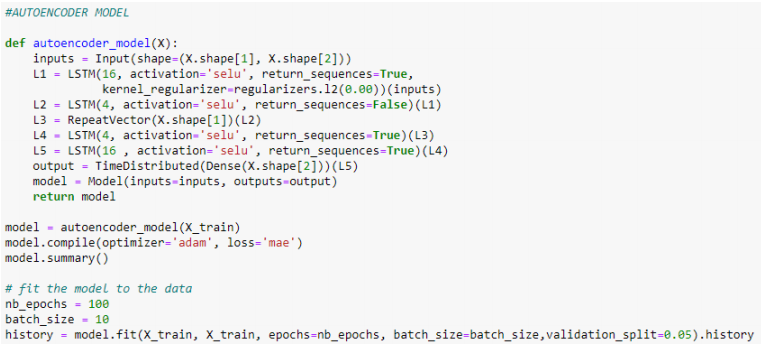 #AUTOENCODER MODEL
def autoencoder_model(X):
    inputs = Input(shape=(X.shape[1], X.shape[2]))
    L1 = LSTM(16, activation='selu', return_sequences=True,
              kernel_regularizer=regularizers.l2(0.00))(inputs)
    L2 = LSTM(4, activation='selu', return_sequences=False)(L1)
    L3 = RepeatVector(X.shape[1])(L2)
    L4 = LSTM(4, activation='selu', return_sequences=True)(L3)
    L5 = LSTM(16 , activation='selu', return_sequences=True)(L4)
    output = TimeDistributed(Dense(X.shape[2]))(L5)
    model = Model(inputs=inputs, outputs=output)
    return model
model = autoencoder_model(X_train)
model.compile(optimizer='adam', loss='mae')
model.summary()
# fit the model to the data
nb_epochs = 100
batch_size = 10
history = model.fit(X_train, X_train, epochs=nb_epochs, batch_size=batch_size,validation_split=0.05).history